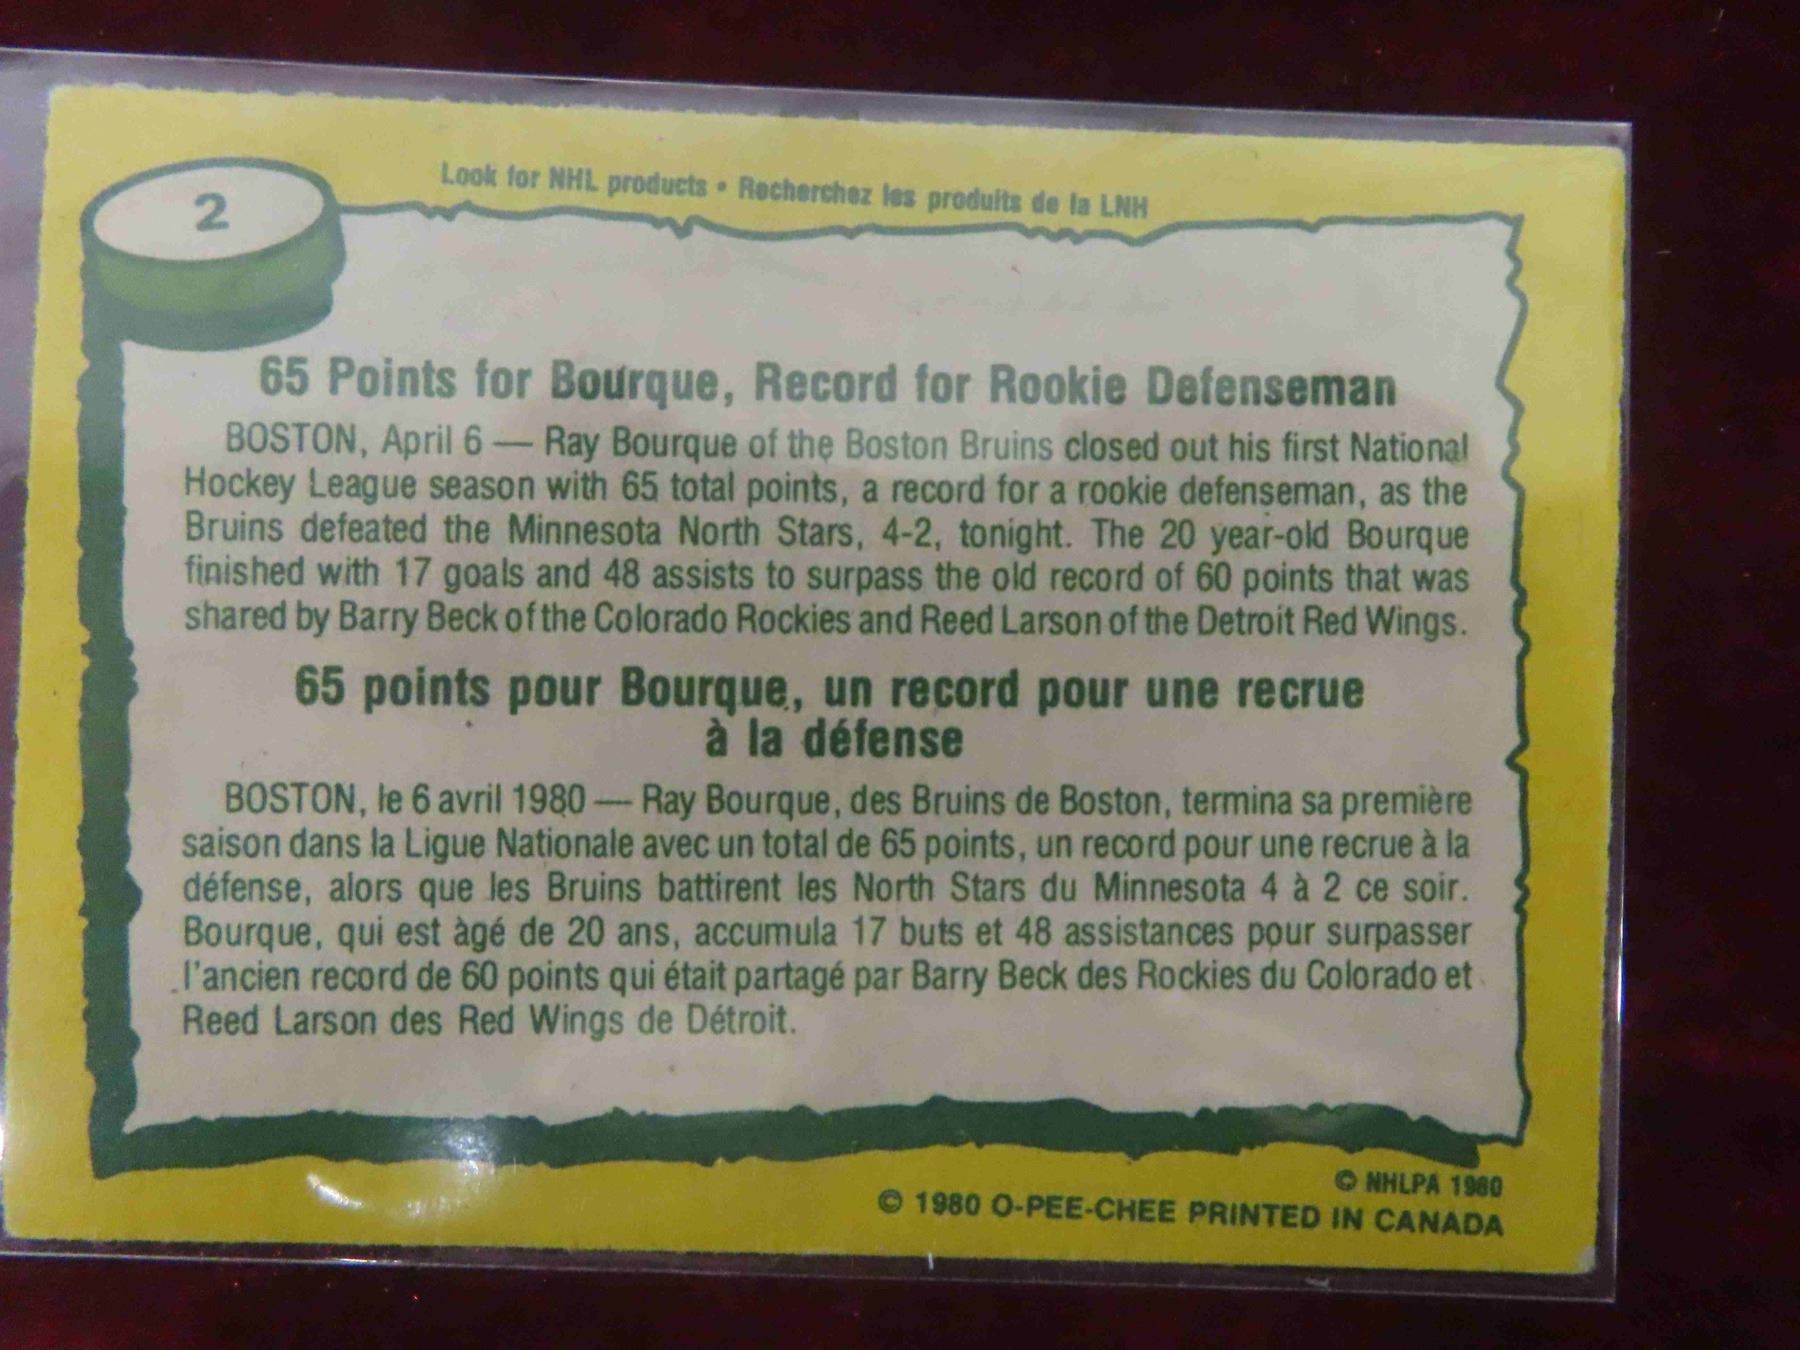 2
Look for NHL products • Recherchez les produits de la LNH
65 Points for Bourque, Record for Rookie Defenseman
BOSTON, April 6 — Ray Bourque of the Boston Bruins closed out his first National
Hockey League season with 65 total points, a record for a rookie defenseman, as the
Bruins defeated the Minnesota North Stars, 4-2, tonight. The 20 year-old Bourque
finished with 17 goals and 48 assists to surpass the old record of 60 points that was
shared by Barry Beck of the Colorado Rockies and Reed Larson of the Detroit Red Wings.
65 points pour Bourque, un record pour une recrue
à la défense
BOSTON, le 6 avril 1980 — Ray Bourque, des Bruins de Boston, termina sa première
saison dans la Ligue Nationale avec un total de 65 points, un record pour une recrue à la
défense, alors que les Bruins battirent les North Stars du Minnesota 4 à 2 ce soir.
Bourque, qui est àgé de 20 ans, accumula 17 buts et 48 assistances pour surpasser
l'ancien record de 60 points qui était partagé par Barry Beck des Rockies du Colorado et
Reed Larson des Red Wings de Détroit.
© NHLPA 1980
© 1980 O-PEE-CHEE PRINTED IN CANADA